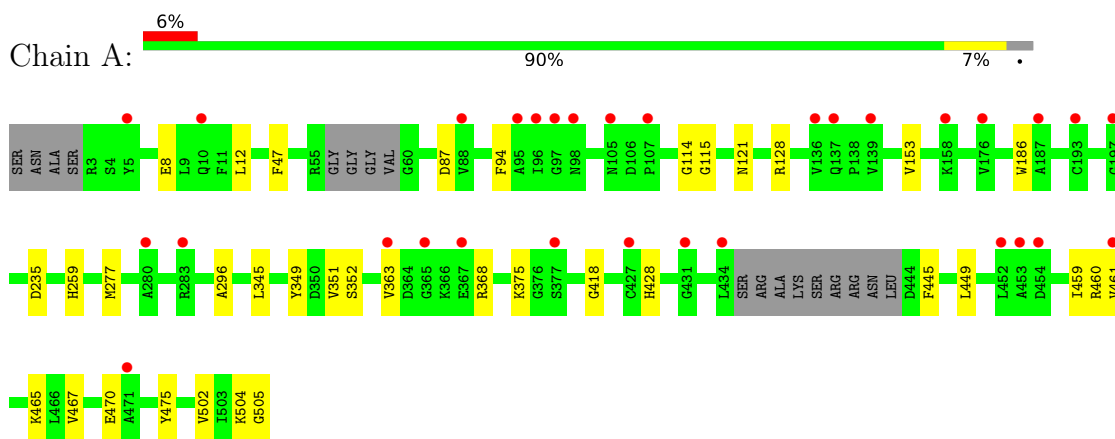 6%
Chain A:
90% 7% •
SER ASN ALA SER R3 S4 Y5 E8 L9 Q10 F11 L12 F47 R55 GLY GLY GLY VAL G60 D87 V88 F94 A95 I96 G97 N98 N105 D106 P107 G114 G115 N121 R128 V136 Q137 P138 V139 V153 K158 V176 W186 A187 C193
D235 H259 M277 A280 R283 A296 L345 Y349 D350 V351 S352 V363 D364 G365 K366 E367 R368 K375 G376 S377 G418 C427 H428 G431 L434 SER ARG ALA LYS SER ARG ARG ASN LEU D444 F445 L449 L452 A453 D454 I459 R460
K465 L466 V467 E470 A471 Y475 V502 I503 K504 G505